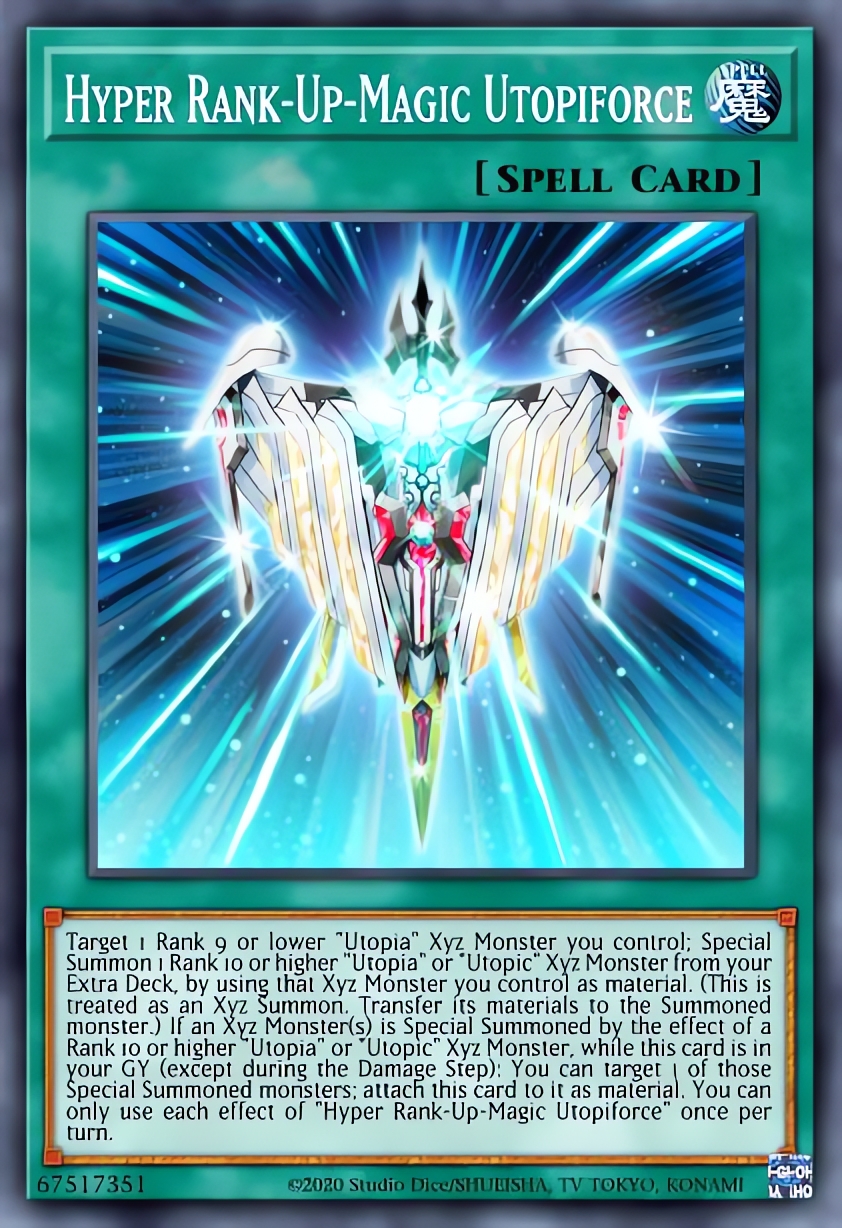 HYPER RANK-UP-MAGIC UTOPIFORCE
魔
[SPELL CARD]
Target 1 Rank 9 or lower "Utopia" Xyz Monster you control; Special
Summon 1 Rank 10 or higher "Utopia" or "Utopic" Xyz Monster from your
Extra Deck, by using that Xyz Monster you control as material. (This is
treated as an Xyz Summon. Transfer its materials to the Summoned
monster.) If an Xyz Monster(s) is Special Summoned by the effect of a
Rank 10 or higher "Utopia" or "Utopic" Xyz Monster, while this card is in
your GY (except during the Damage Step): You can target 1 of those
Special Summoned monsters; attach this card to it as material. You can
only use each effect of "Hyper Rank-Up-Magic Utopiforce" once per
turn.
67517351
©2020 Studio Dice/SHUEISHA, TV TOKYO, KONAMI